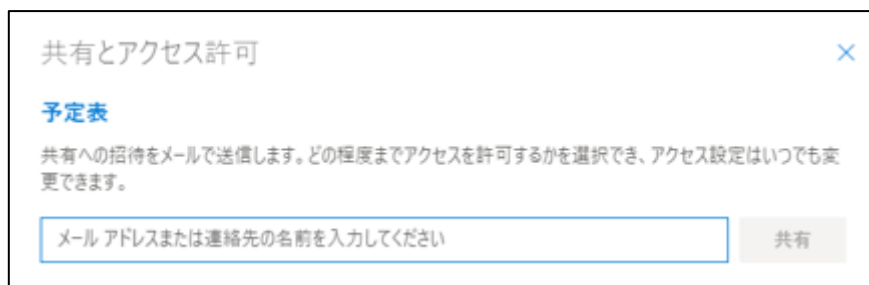 共有とアクセス許可
予定表
共有への招待をメールで送信します。どの程度までアクセスを許可するかを選択でき、アクセス設定はいつでも変
更できます。
メール アドレスまたは連絡先の名前を入力してください
共有